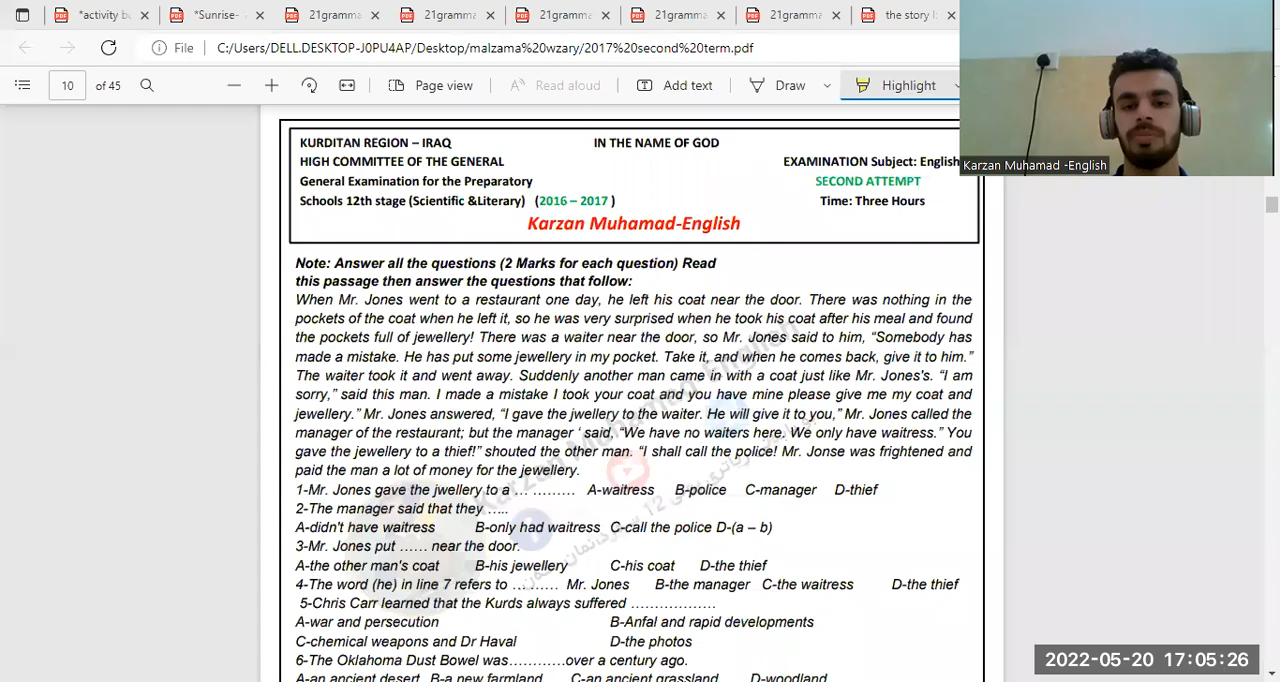 *activity b
*Sunrise-
21gramma
21gramma
21gramma
21gramma
21gramma
the story I:
File C:/Users/DELL.DESKTOP-J0PU4AP/Desktop/malzama%20wzary/2017%20second%20term.pdf
10 of 45 Page view Read aloud Add text Draw Highlight
Karzan Muhamad -English
KURDITAN REGION – IRAQ IN THE NAME OF GOD
HIGH COMMITTEE OF THE GENERAL EXAMINATION Subject: English
General Examination for the Preparatory SECOND ATTEMPT
Schools 12th stage (Scientific &Literary) (2016 – 2017 ) Time: Three Hours
Karzan Muhamad-English
Note: Answer all the questions (2 Marks for each question) Read
this passage then answer the questions that follow:
When Mr. Jones went to a restaurant one day, he left his coat near the door. There was nothing in the
pockets of the coat when he left it, so he was very surprised when he took his coat after his meal and found
the pockets full of jewellery! There was a waiter near the door, so Mr. Jones said to him, “Somebody has
made a mistake. He has put some jewellery in my pocket. Take it, and when he comes back, give it to him.”
The waiter took it and went away. Suddenly another man came in with a coat just like Mr. Jones's. “I am
sorry,” said this man. I made a mistake I took your coat and you have mine please give me my coat and
jewellery.” Mr. Jones answered, “I gave the jwellery to the waiter. He will give it to you,” Mr. Jones called the
manager of the restaurant; but the manager ‘ said, “We have no waiters here. We only have waitress.” You
gave the jewellery to a thief!” shouted the other man. “I shall call the police! Mr. Jonse was frightened and
paid the man a lot of money for the jewellery.
1-Mr. Jones gave the jwellery to a … ……… A-waitress B-police C-manager D-thief
2-The manager said that they …..
A-didn't have waitress B-only had waitress C-call the police D-(a – b)
3-Mr. Jones put …… near the door.
A-the other man's coat B-his jewellery C-his coat D-the thief
4-The word (he) in line 7 refers to ……… Mr. Jones B-the manager C-the waitress D-the thief
5-Chris Carr learned that the Kurds always suffered ………………
A-war and persecution B-Anfal and rapid developments
C-chemical weapons and Dr Haval D-the photos
6-The Oklahoma Dust Bowel was…………over a century ago.
A-an ancient desert B-a new farmland C-an ancient grassland D-woodland
Karzan Muhamad English
2022-05-20 17:05:26